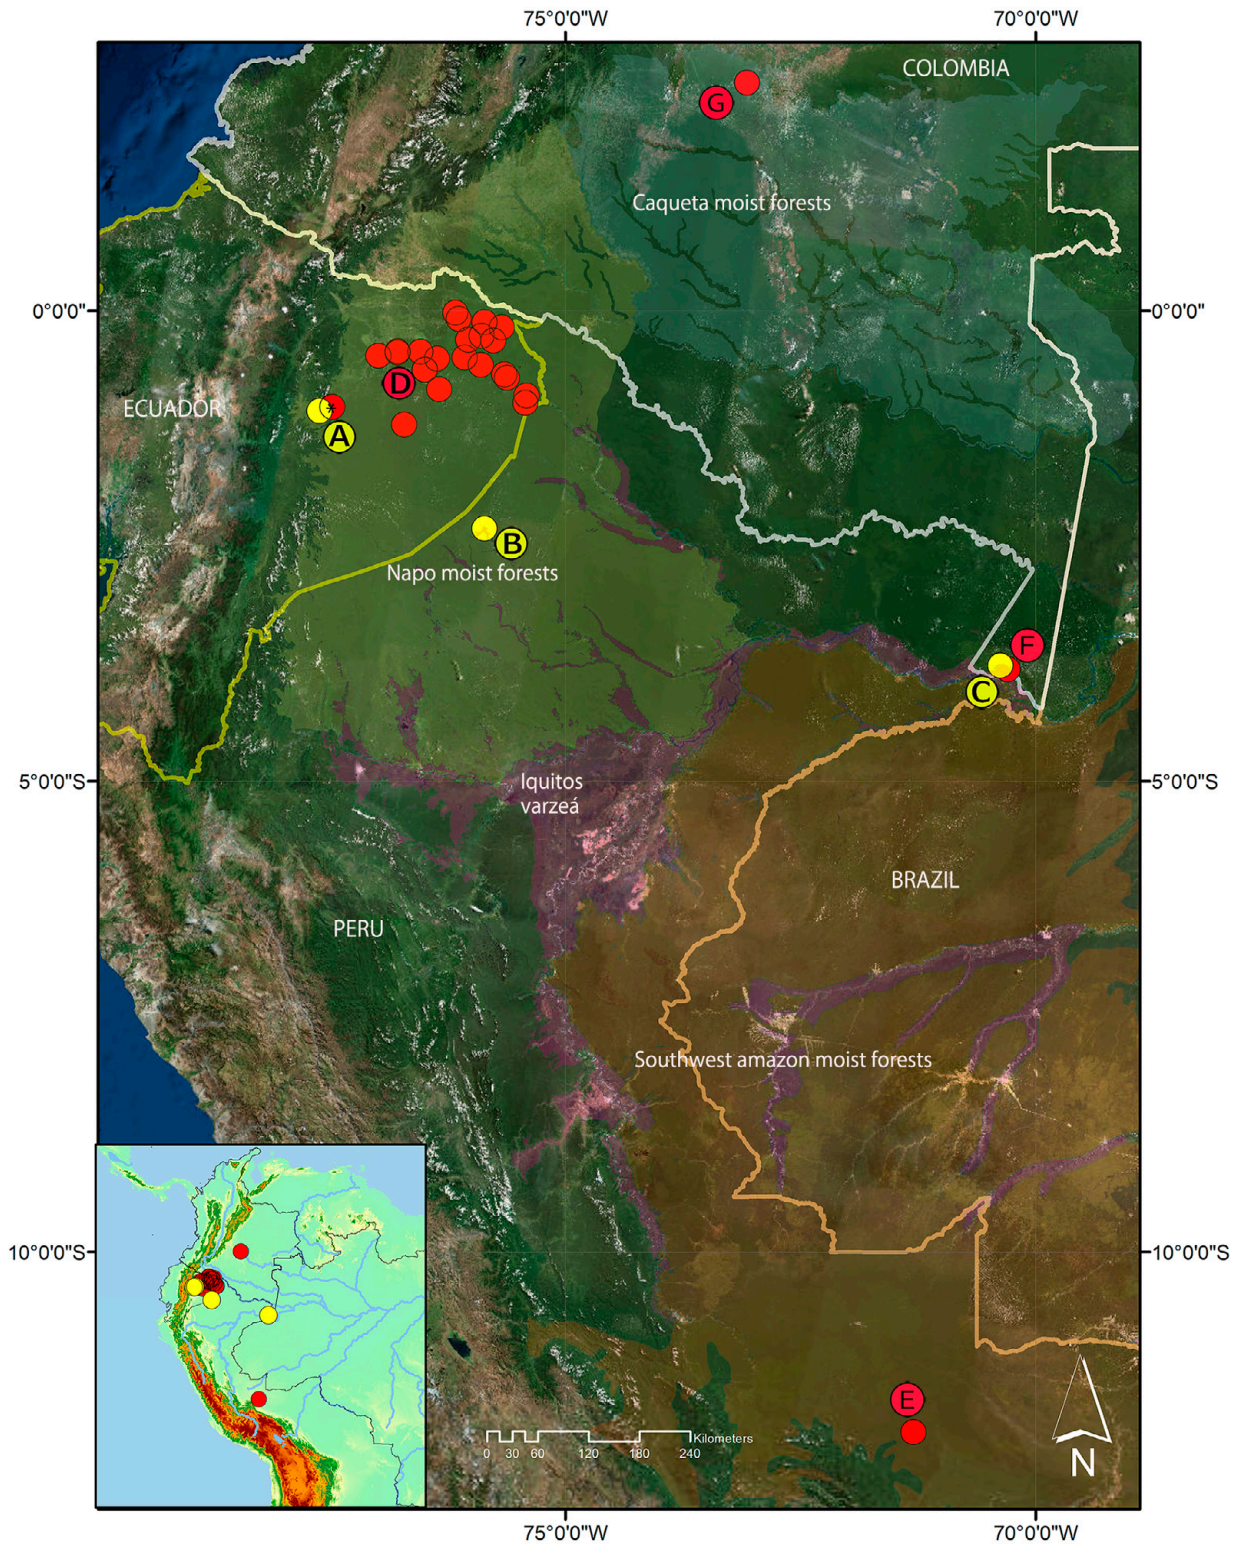 75°0'0"W
70°0'0"W
COLOMBIA
G
Caqueta moist forests
0°0'0"
0°0'0"
D
ECUADOR
*
A
B
Napo moist forests
F
C
5°0'0"S
5°0'0"S
Iquitos
varzeá
BRAZIL
PERU
Southwest amazon moist forests
10°0'0"S
10°0'0"S
E
Kilometers
0 30 60 120 180 240
N
75°0'0"W
70°0'0"W